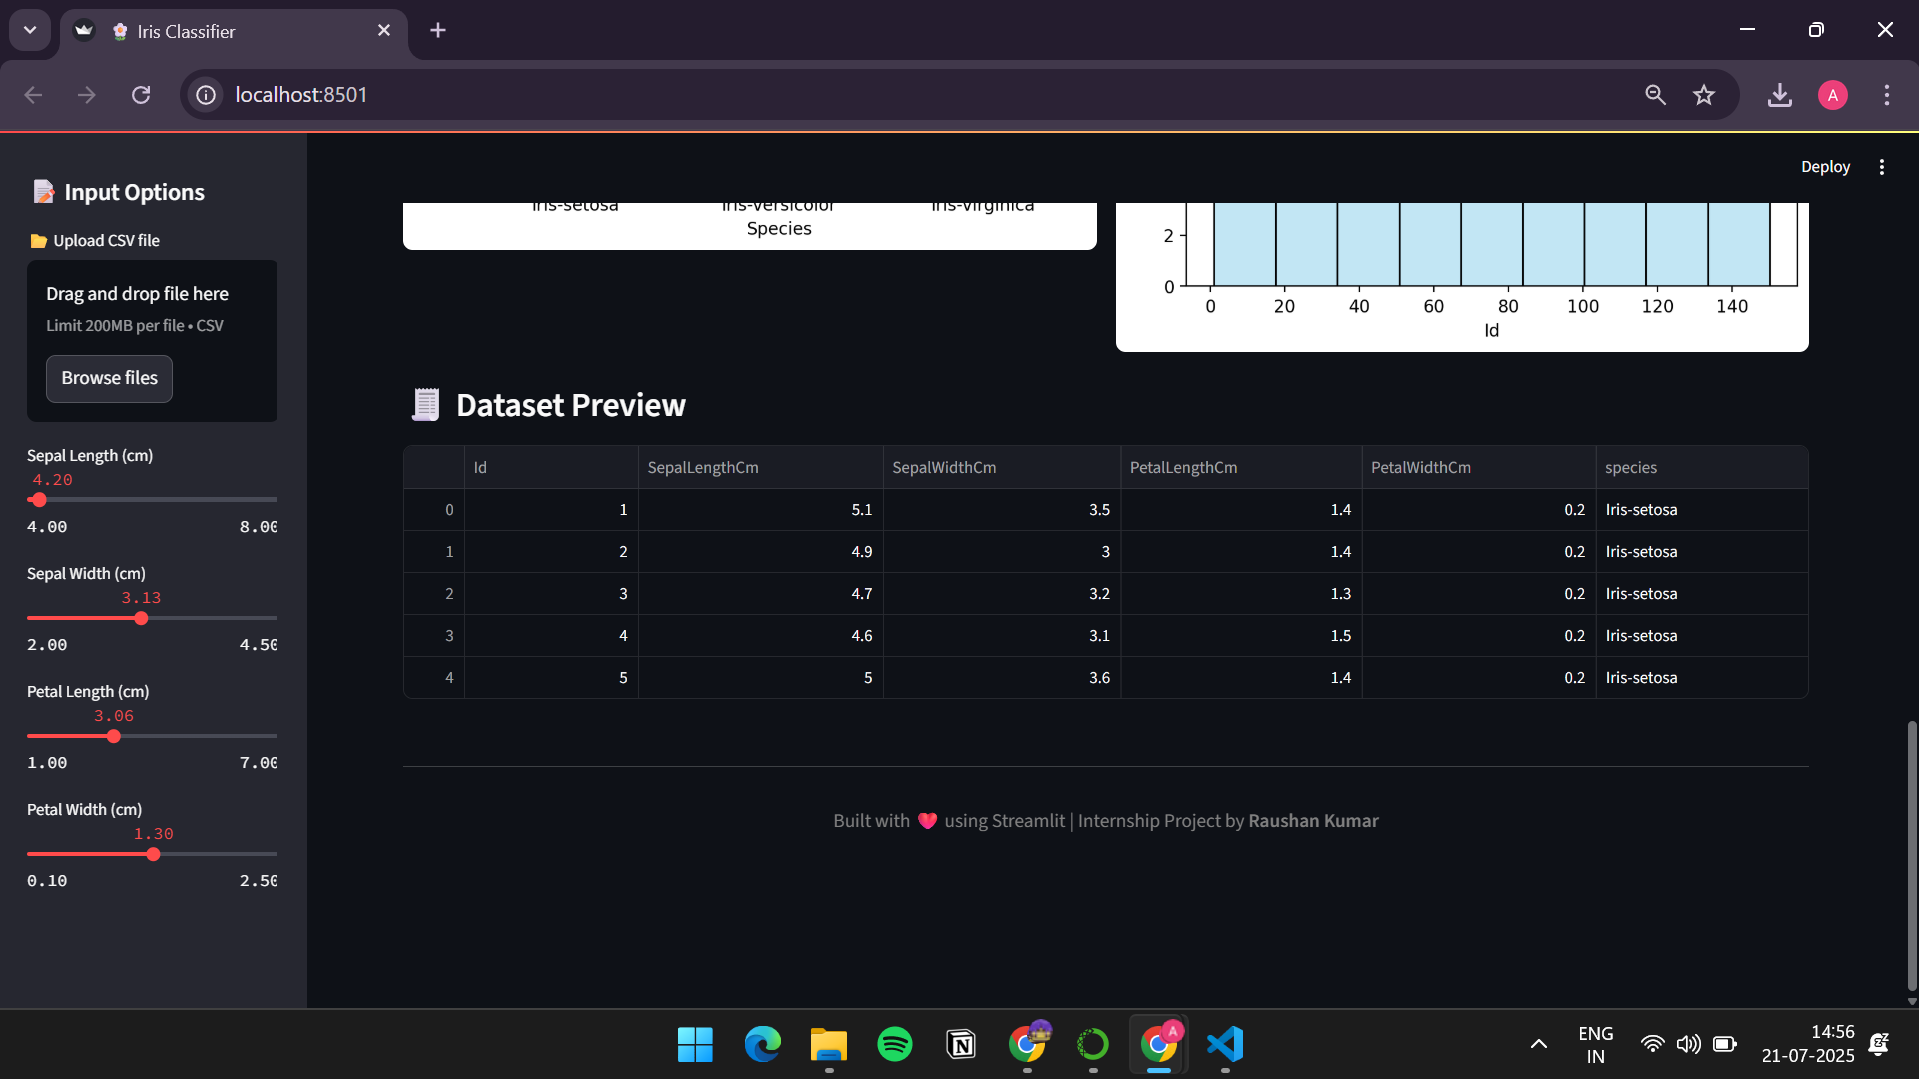 Iris Classifier
localhost:8501
A
Deploy
Input Options
Upload CSV file
Drag and drop file here
Limit 200MB per file • CSV
Browse files
Sepal Length (cm)
4.20
4.00 8.00
Sepal Width (cm)
3.13
2.00 4.50
Petal Length (cm)
3.06
1.00 7.00
Petal Width (cm)
1.30
0.10 2.50
Iris-setosa Iris-versicolor Iris-virginica
Species
2
0
0 20 40 60 80 100 120 140
Id
Dataset Preview
Id SepalLengthCm SepalWidthCm PetalLengthCm PetalWidthCm species
0 1 5.1 3.5 1.4 0.2 Iris-setosa
1 2 4.9 3 1.4 0.2 Iris-setosa
2 3 4.7 3.2 1.3 0.2 Iris-setosa
3 4 4.6 3.1 1.5 0.2 Iris-setosa
4 5 5 3.6 1.4 0.2 Iris-setosa
Built with ❤️ using Streamlit | Internship Project by Raushan Kumar
A
ENG
IN
14:56
21-07-2025